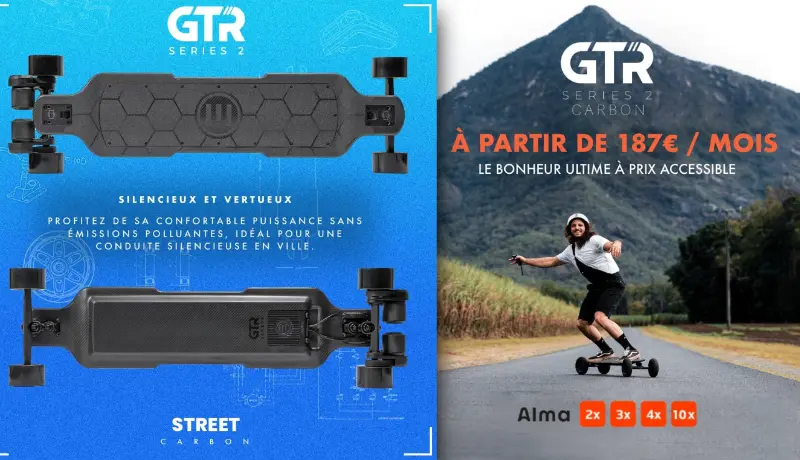 GTR
SERIES 2
SILENCIEUX ET VERTUEUX
PROFITEZ DE SA CONFORTABLE PUISSANCE SANS
ÉMISSIONS POLLUANTES, IDÉAL POUR UNE
CONDUITE SILENCIEUSE EN VILLE.
GTR
STREET
CARBON
GTR
SERIES 2
CARBON
À PARTIR DE 187€ / MOIS
LE BONHEUR ULTIME À PRIX ACCESSIBLE
Alma 2x 3x 4x 10x